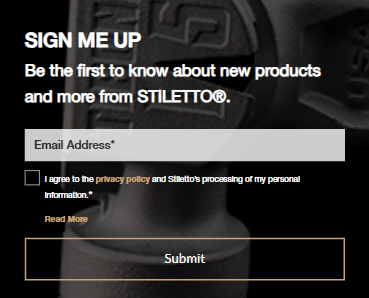 SIGN ME UP
Be the first to know about new products
and more from STILETTO®.
Email Address*
I agree to the privacy policy and Stiletto's processing of my personal
information.*
Read More
Submit
USA